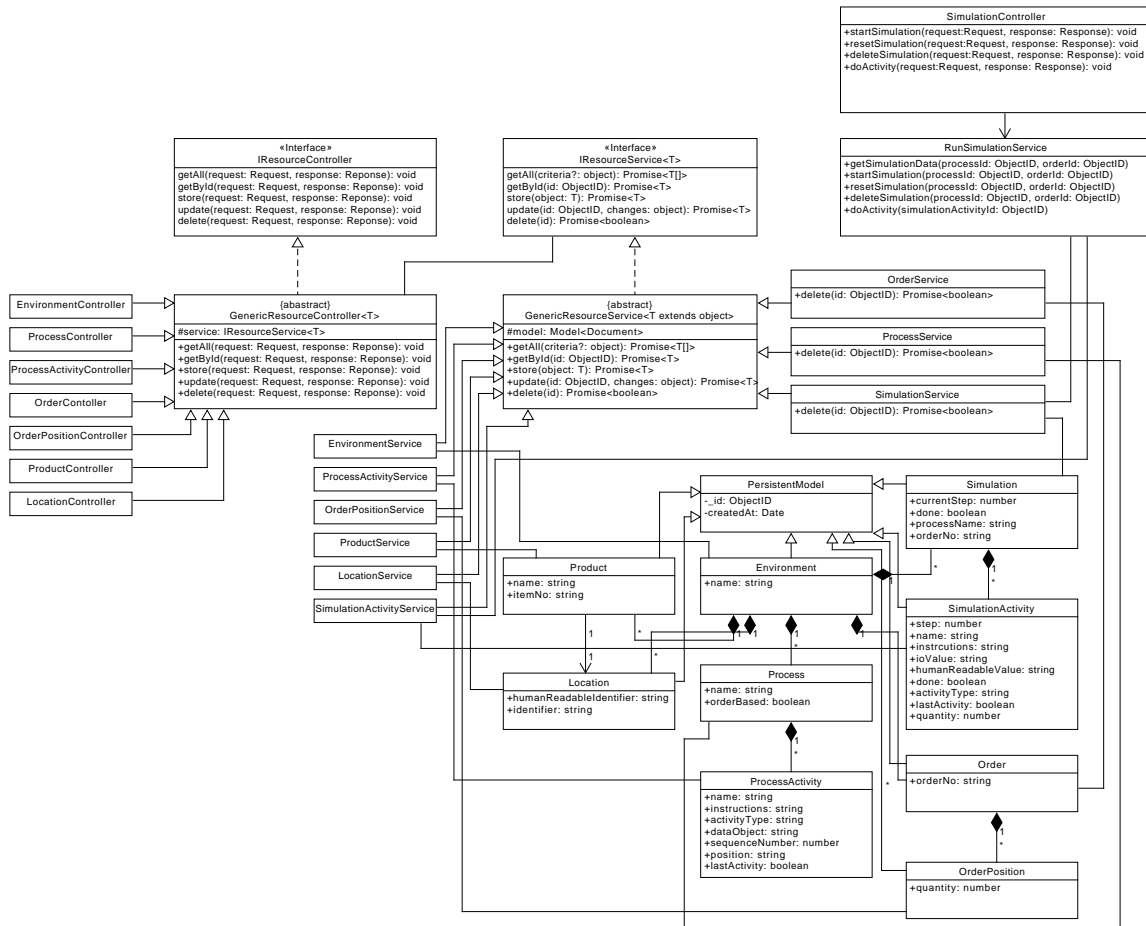 SimulationController
+startSimulation(request:Request, response: Response): void
+resetSimulation(request:Request, response: Response): void
+deleteSimulation(request:Request, response: Response): void
+doActivity(request:Request, response: Response): void
«Interface»
IResourceController
getAll(request: Request, response: Reponse): void
getById(request: Request, response: Reponse): void
store(request: Request, response: Reponse): void
update(request: Request, response: Reponse): void
delete(request: Request, response: Reponse): void
«Interface»
IResourceService<T>
getAll(criteria?: object): Promise<T[]>
getById(id: ObjectID): Promise<T>
store(object: T): Promise<T>
update(id: ObjectID, changes: object): Promise<T>
delete(id): Promise<boolean>
RunSimulationService
+getSimulationData(processId: ObjectID, orderId: ObjectID)
+startSimulation(processId: ObjectID, orderId: ObjectID)
+resetSimulation(processId: ObjectID, orderId: ObjectID)
+deleteSimulation(processId: ObjectID, orderId: ObjectID)
+doActivity(simulationActivityId: ObjectID)
EnvironmentController
ProcessController
ProcessActivityController
OrderContoller
OrderPositionController
ProductController
LocationController
{abastract}
GenericResourceController<T>
#service: IResourceService<T>
+getAll(request: Request, response: Reponse): void
+getById(request: Request, response: Reponse): void
+store(request: Request, response: Reponse): void
+update(request: Request, response: Reponse): void
+delete(request: Request, response: Reponse): void
{abstract}
GenericResourceService<T extends object>
#model: Model<Document>
+getAll(criteria?: object): Promise<T[]>
+getById(id: ObjectID): Promise<T>
+store(object: T): Promise<T>
+update(id: ObjectID, changes: object): Promise<T>
+delete(id): Promise<boolean>
OrderService
+delete(id: ObjectID): Promise<boolean>
ProcessService
+delete(id: ObjectID): Promise<boolean>
SimulationService
+delete(id: ObjectID): Promise<boolean>
EnvironmentService
ProcessActivityService
OrderPositionService
ProductService
LocationService
SimulationActivityService
PersistentModel
-_id: ObjectID
-createdAt: Date
Simulation
+currentStep: number
+done: boolean
+processName: string
+orderNo: string
Product
+name: string
+itemNo: string
Environment
+name: string
1
*
1
*
SimulationActivity
+step: number
+name: string
+instrcutions: string
+ioValue: string
+humanReadableValue: string
+done: boolean
+activityType: string
+lastActivity: boolean
+quantity: number
1
*
1
1
1
1
1
*
*
*
Location
+humanReadableIdentifier: string
+identifier: string
Process
+name: string
+orderBased: boolean
1
*
ProcessActivity
+name: string
+instructions: string
+activityType: string
+dataObject: string
+sequenceNumber: number
+position: string
+lastActivity: boolean
Order
+orderNo: string
*
1
*
OrderPosition
+quantity: number